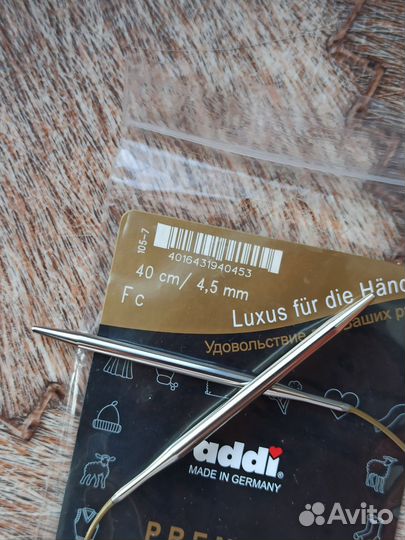 105-7
4016431940453
40 cm/ 4,5 mm
Fc
Luxus für die Händ
Удовольствие
Ваших
addi
MADE IN GERMANY
Avito